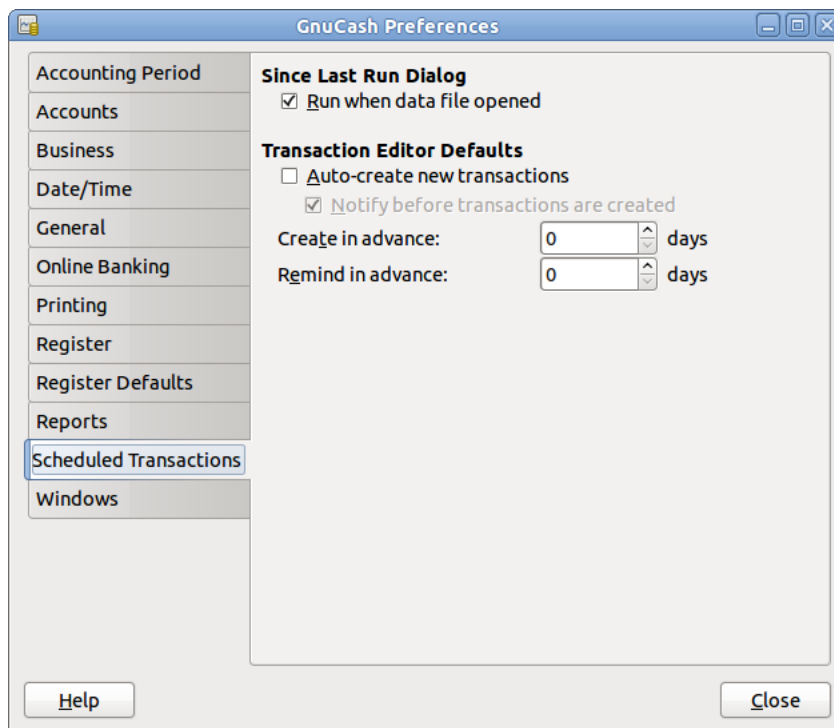 GnuCash Preferences
Accounting Period
Accounts
Business
Date/Time
General
Online Banking
Printing
Register
Register Defaults
Reports
Scheduled Transactions
Windows
Since Last Run Dialog
Run when data file opened
Transaction Editor Defaults
Auto-create new transactions
Notify before transactions are created
Create in advance: 0 days
Remind in advance: 0 days
Help
Close